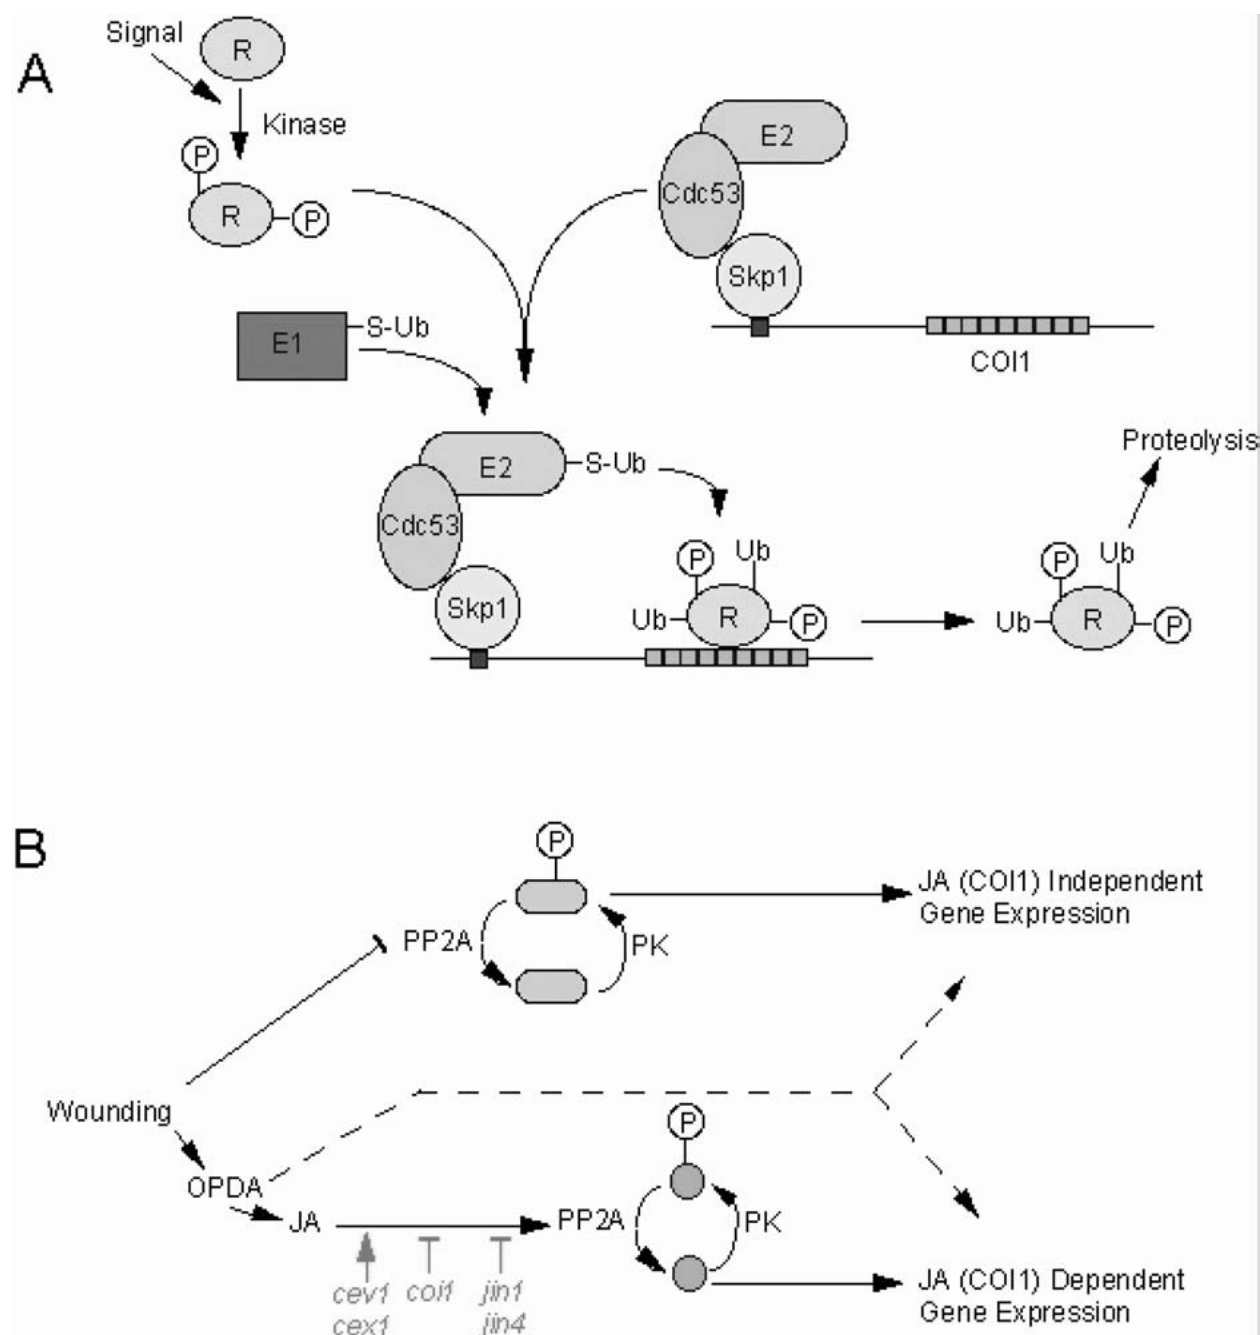 A
Signal
R
Kinase
P
R
P
E2
Cdc53
Skp1
COI1
E1
S-Ub
E2
S-Ub
Cdc53
Skp1
P
Ub
Ub
R
P
Proteolysis
P
Ub
Ub
R
P
B
P
JA (COI1) Independent
Gene Expression
PP2A
PK
Wounding
OPDA
JA
P
PP2A
PK
cev1
cex1
coi1
jin1
jin4
JA (COI1) Dependent
Gene Expression